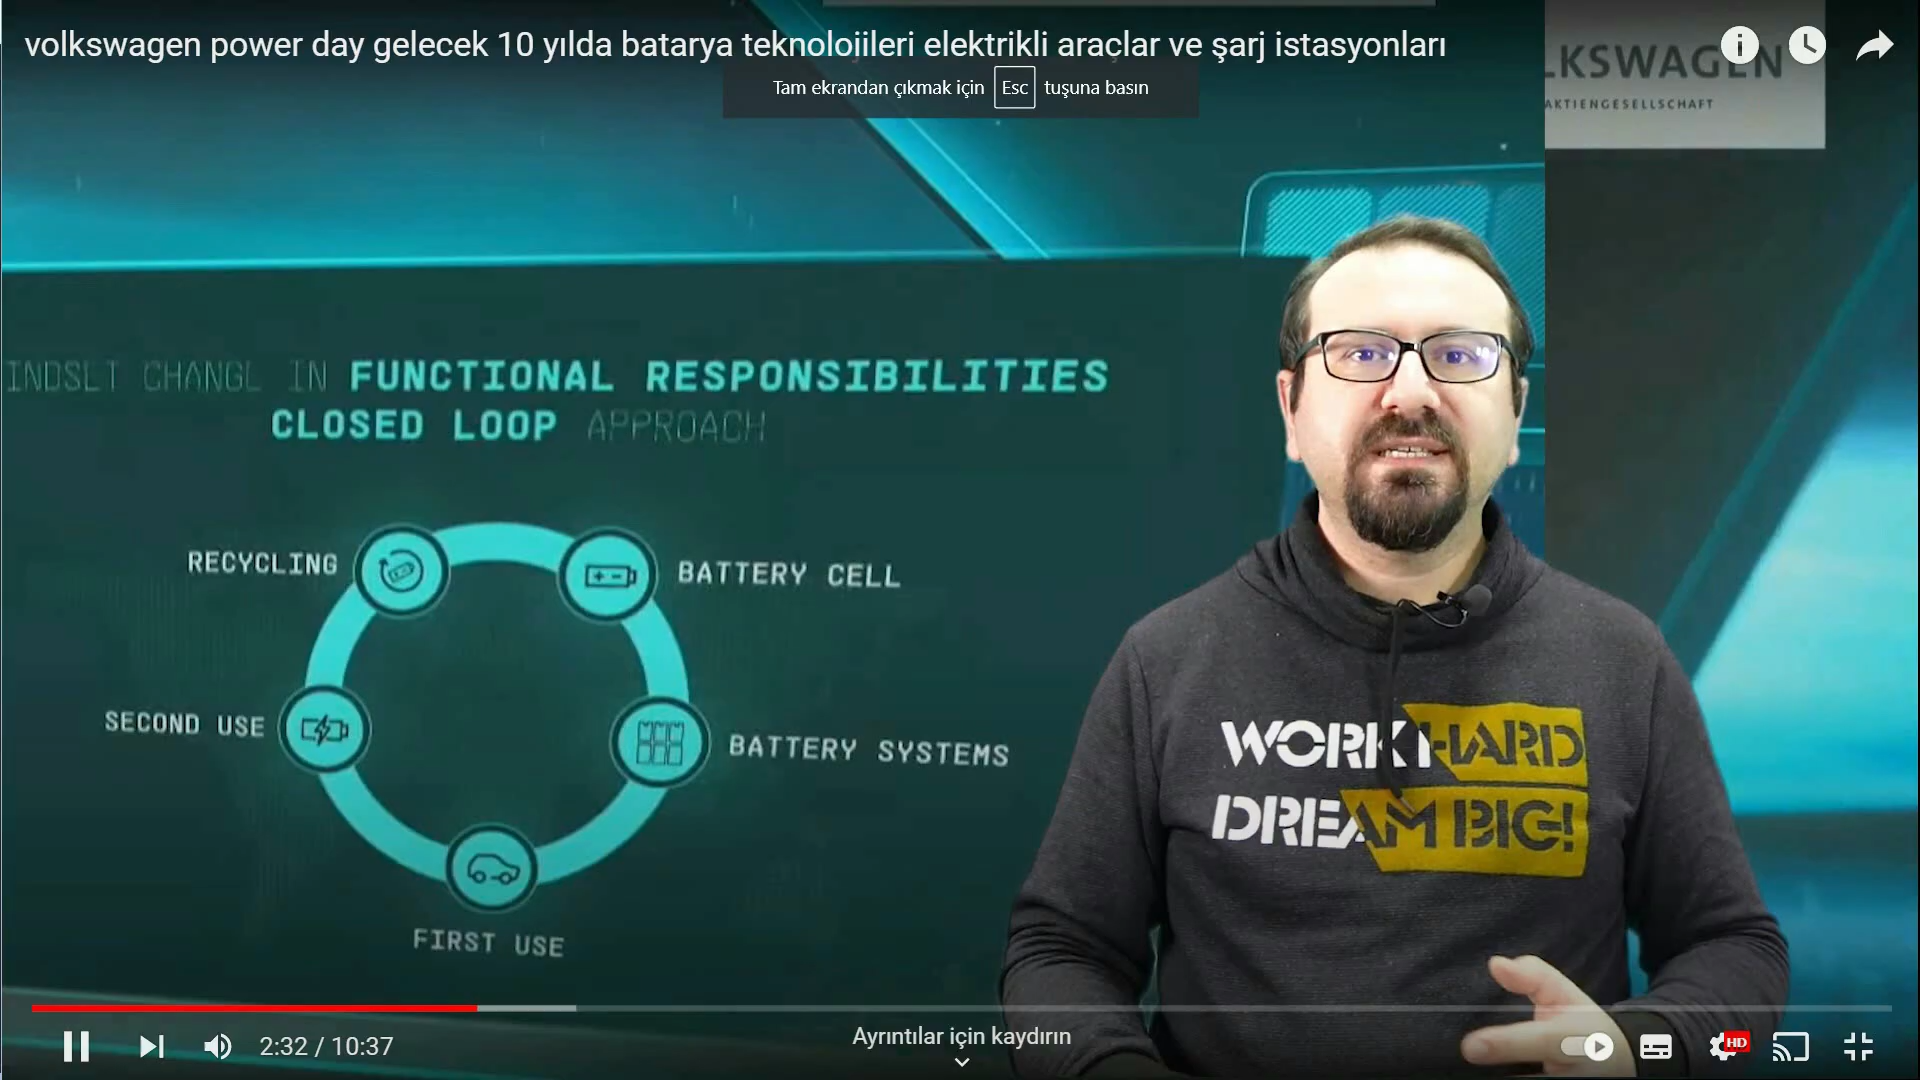 volkswagen power day gelecek 10 yılda batarya teknolojileri elektrikli araçlar ve şarj istasyonları
LKSWAGEN
AKTIENGESELLSCHAFT
Tam ekrandan çıkmak için Esc tuşuna basın
IN FUNCTIONAL RESPONSIBILITIES
CLOSED LOOP APPROACH
RECYCLING
BATTERY CELL
SECOND USE
BATTERY SYSTEMS
FIRST USE
WORK HARD
DREAM BIG!
2:32 / 10:37
Ayrıntılar için kaydırın
HD